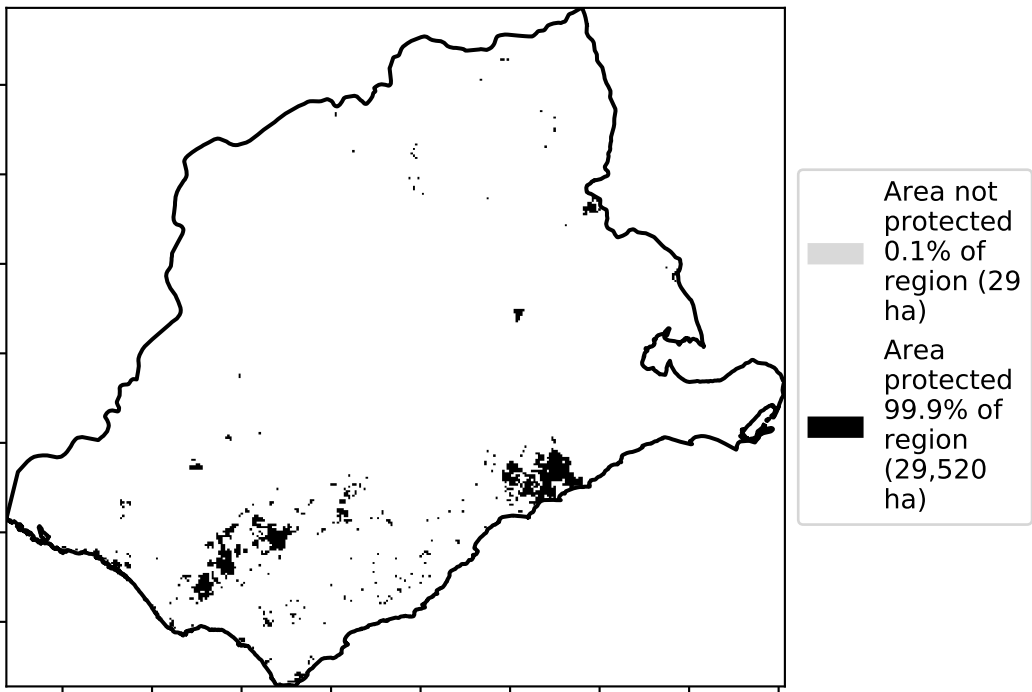 Area not
protected
0.1% of
region (29
ha)
Area
protected
99.9% of
region
(29,520
ha)